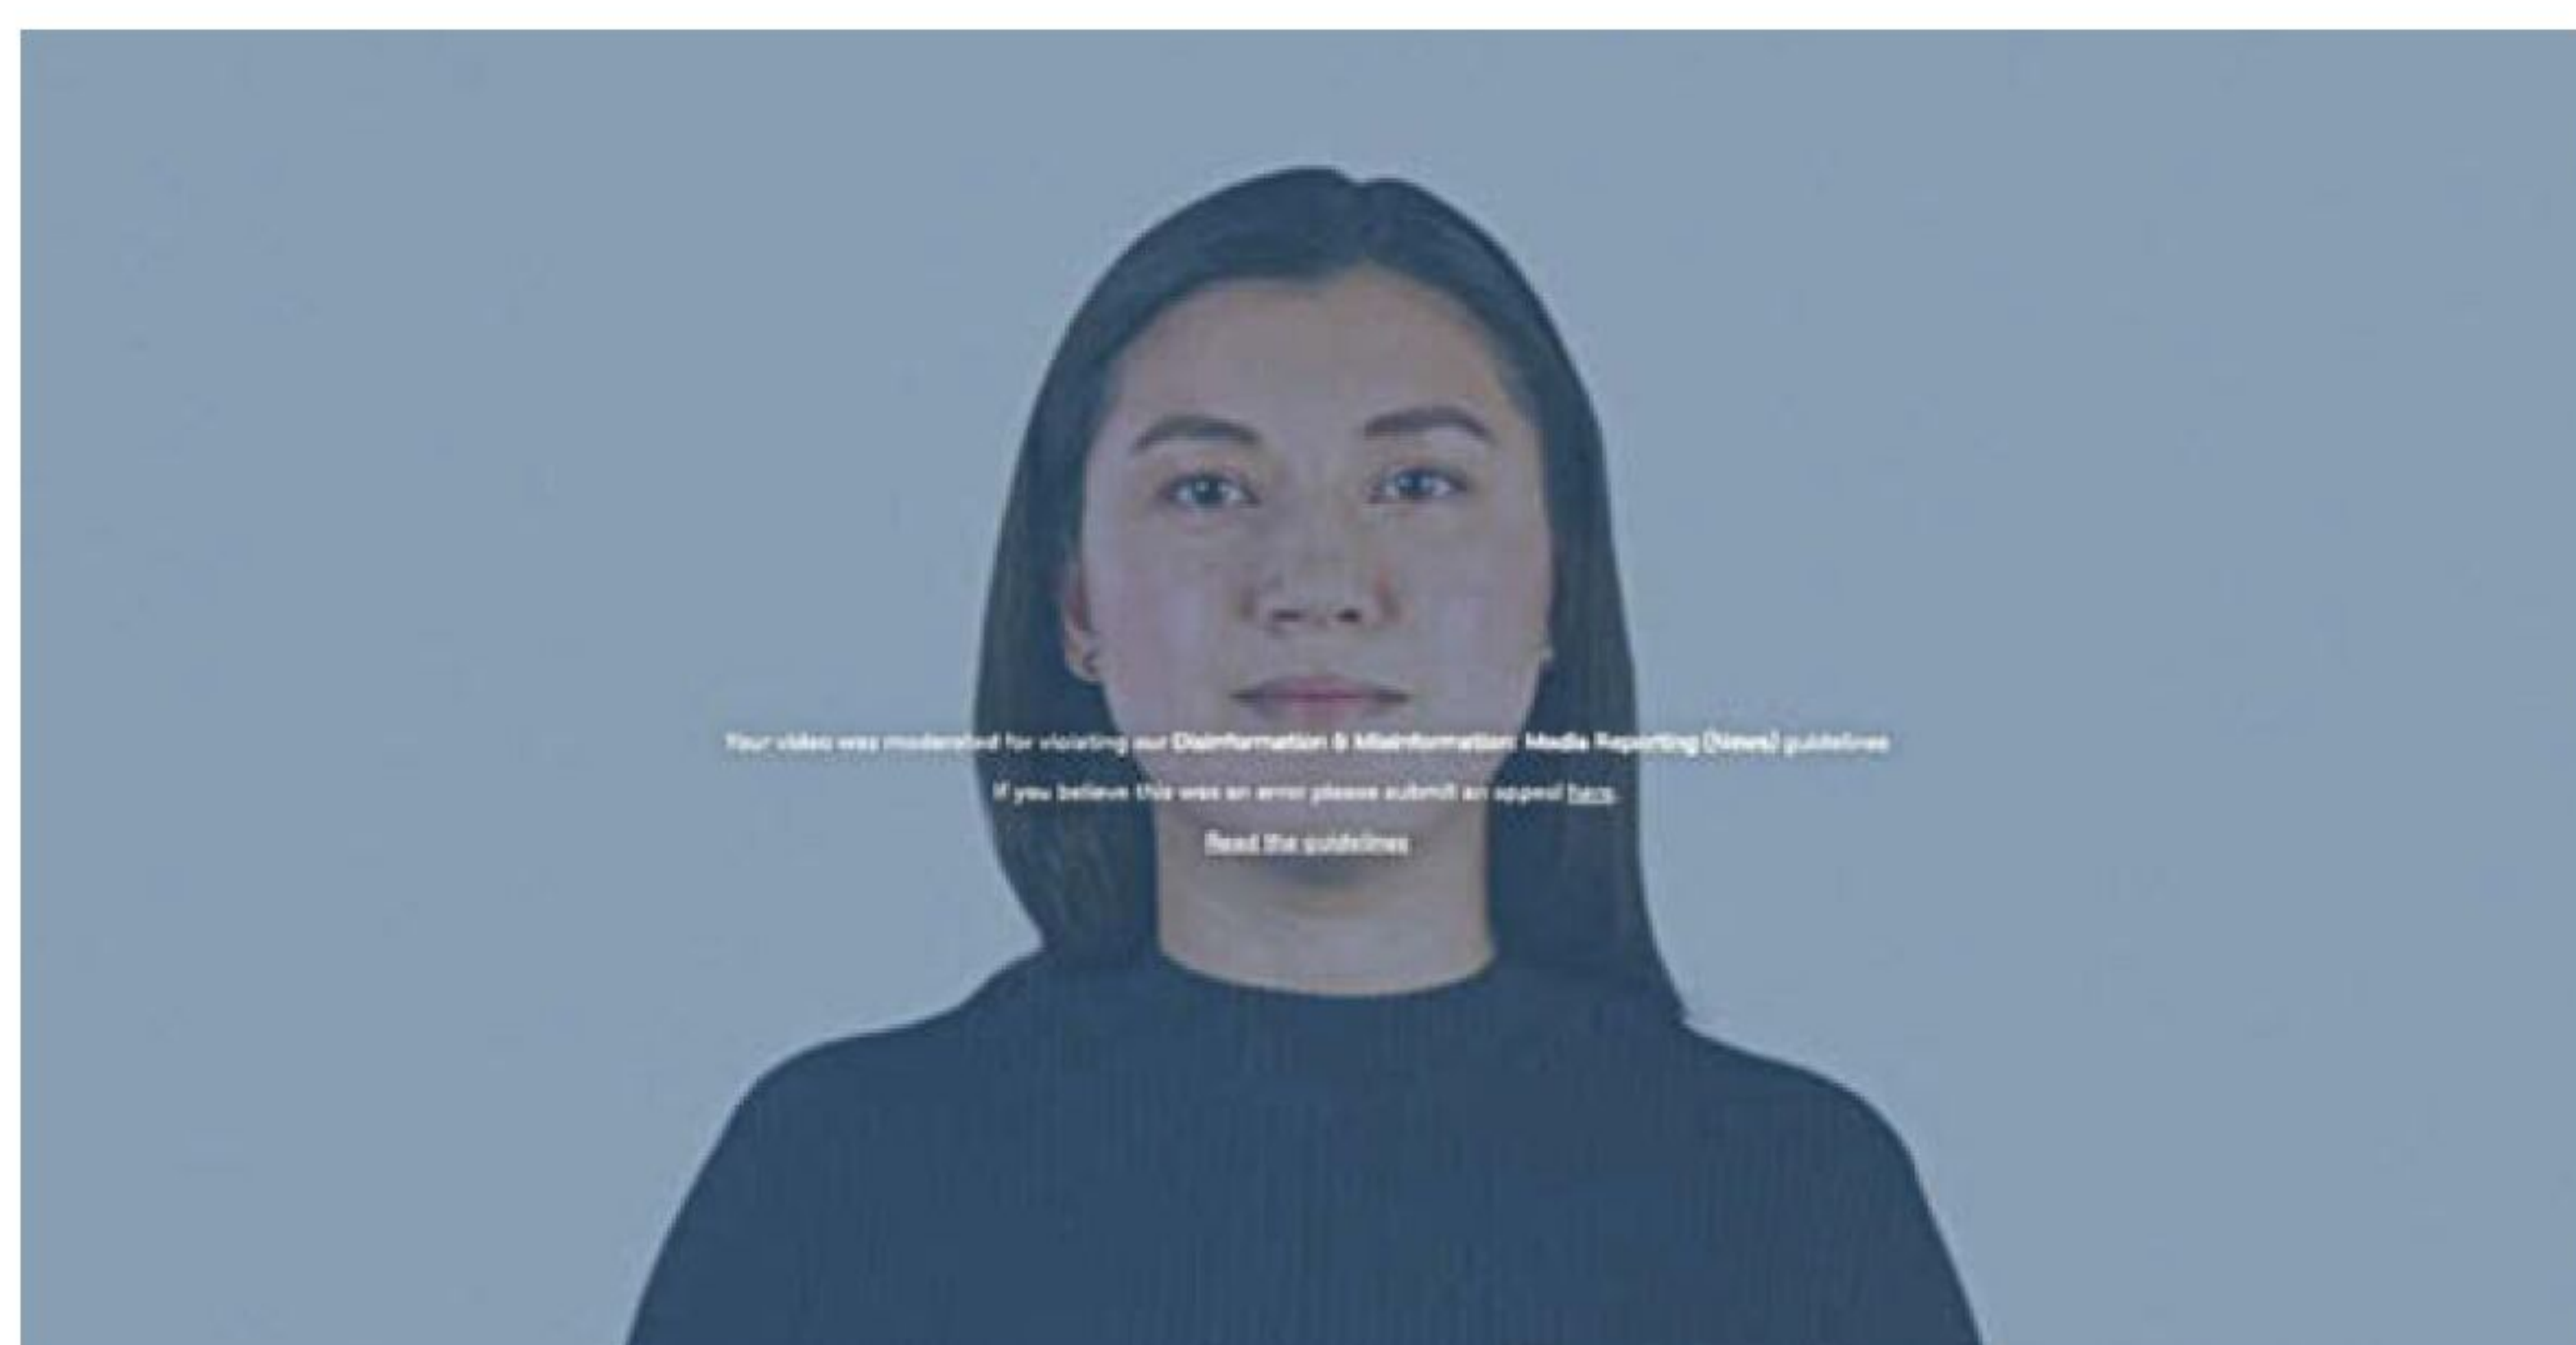 Your video was moderated for violating our Disinformation & Misinformation: Media Reporting (News) guidelines
If you believe this was an error please submit an appeal here.
Read the guidelines